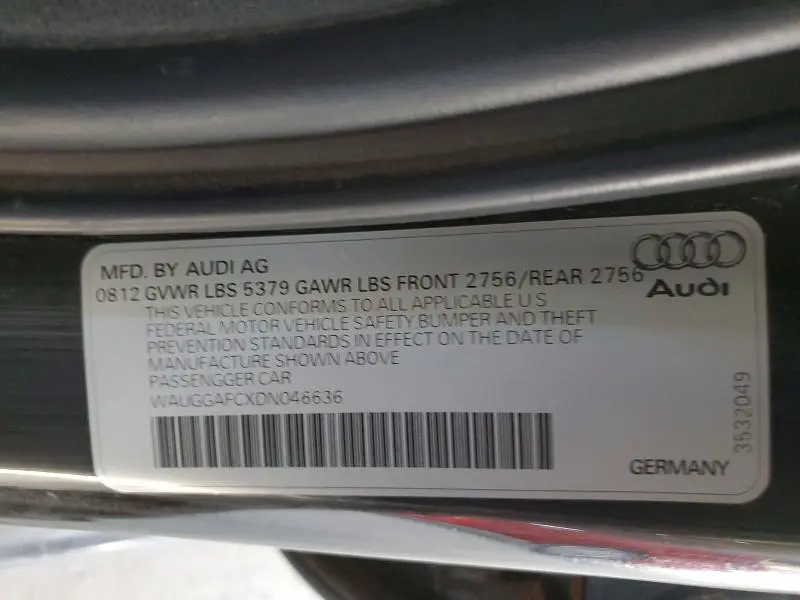 MFD. BY AUDI AG
0812 GVWR LBS 5379 GAWR LBS FRONT 2756/REAR 2756
THIS VEHICLE CONFORMS TO ALL APPLICABLE U S
FEDERAL MOTOR VEHICLE SAFETY,BUMPER AND THEFT
PREVENTION STANDARDS IN EFFECT ON THE DATE OF
MANUFACTURE SHOWN ABOVE
PASSENGGER CAR
WAUGGAFCXDN046636
Audi
3532049
GERMANY